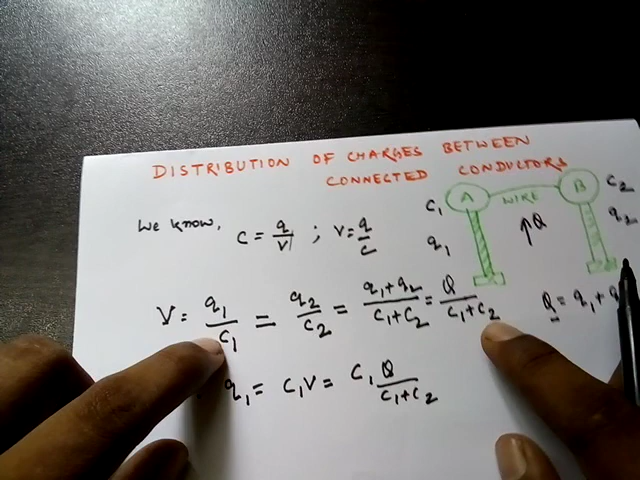 DISTRIBUTION OF CHARGES BETWEEN
CONNECTED CONDUCTORS
We know, C = q/V ; V = q/C
A WIRE B
C₁ C₂
q₁ ↑Q q₂
V = q₁/C₁ = q₂/C₂ = q₁+q₂/C₁+C₂ = Q/C₁+C₂
Q = q₁ + q
q₁ = C₁V = C₁ Q/C₁+C₂